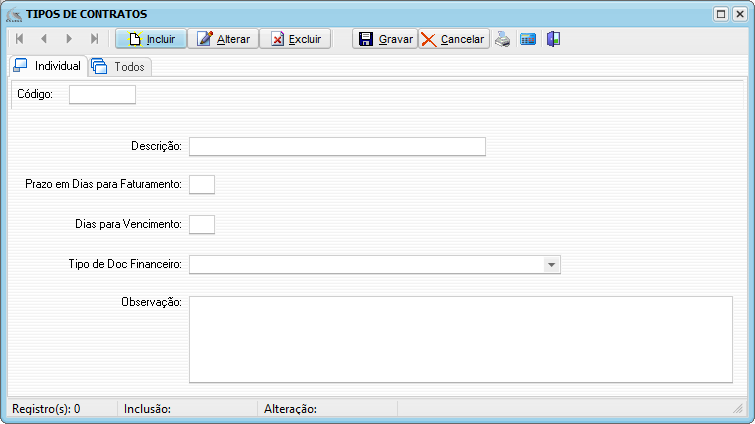 TIPOS DE CONTRATOS
Incluir Alterar Excluir Gravar Cancelar
Individual Todos
Código:
Descrição:
Prazo em Dias para Faturamento:
Dias para Vencimento:
Tipo de Doc Financeiro:
Observação:
Registro(s): 0 Inclusão: Alteração: